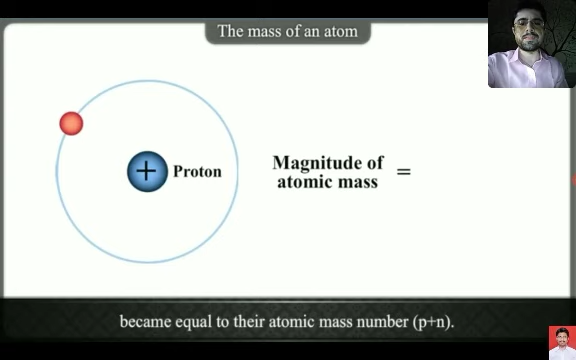 The mass of an atom
+
Proton
Magnitude of
atomic mass =
became equal to their atomic mass number (p+n).